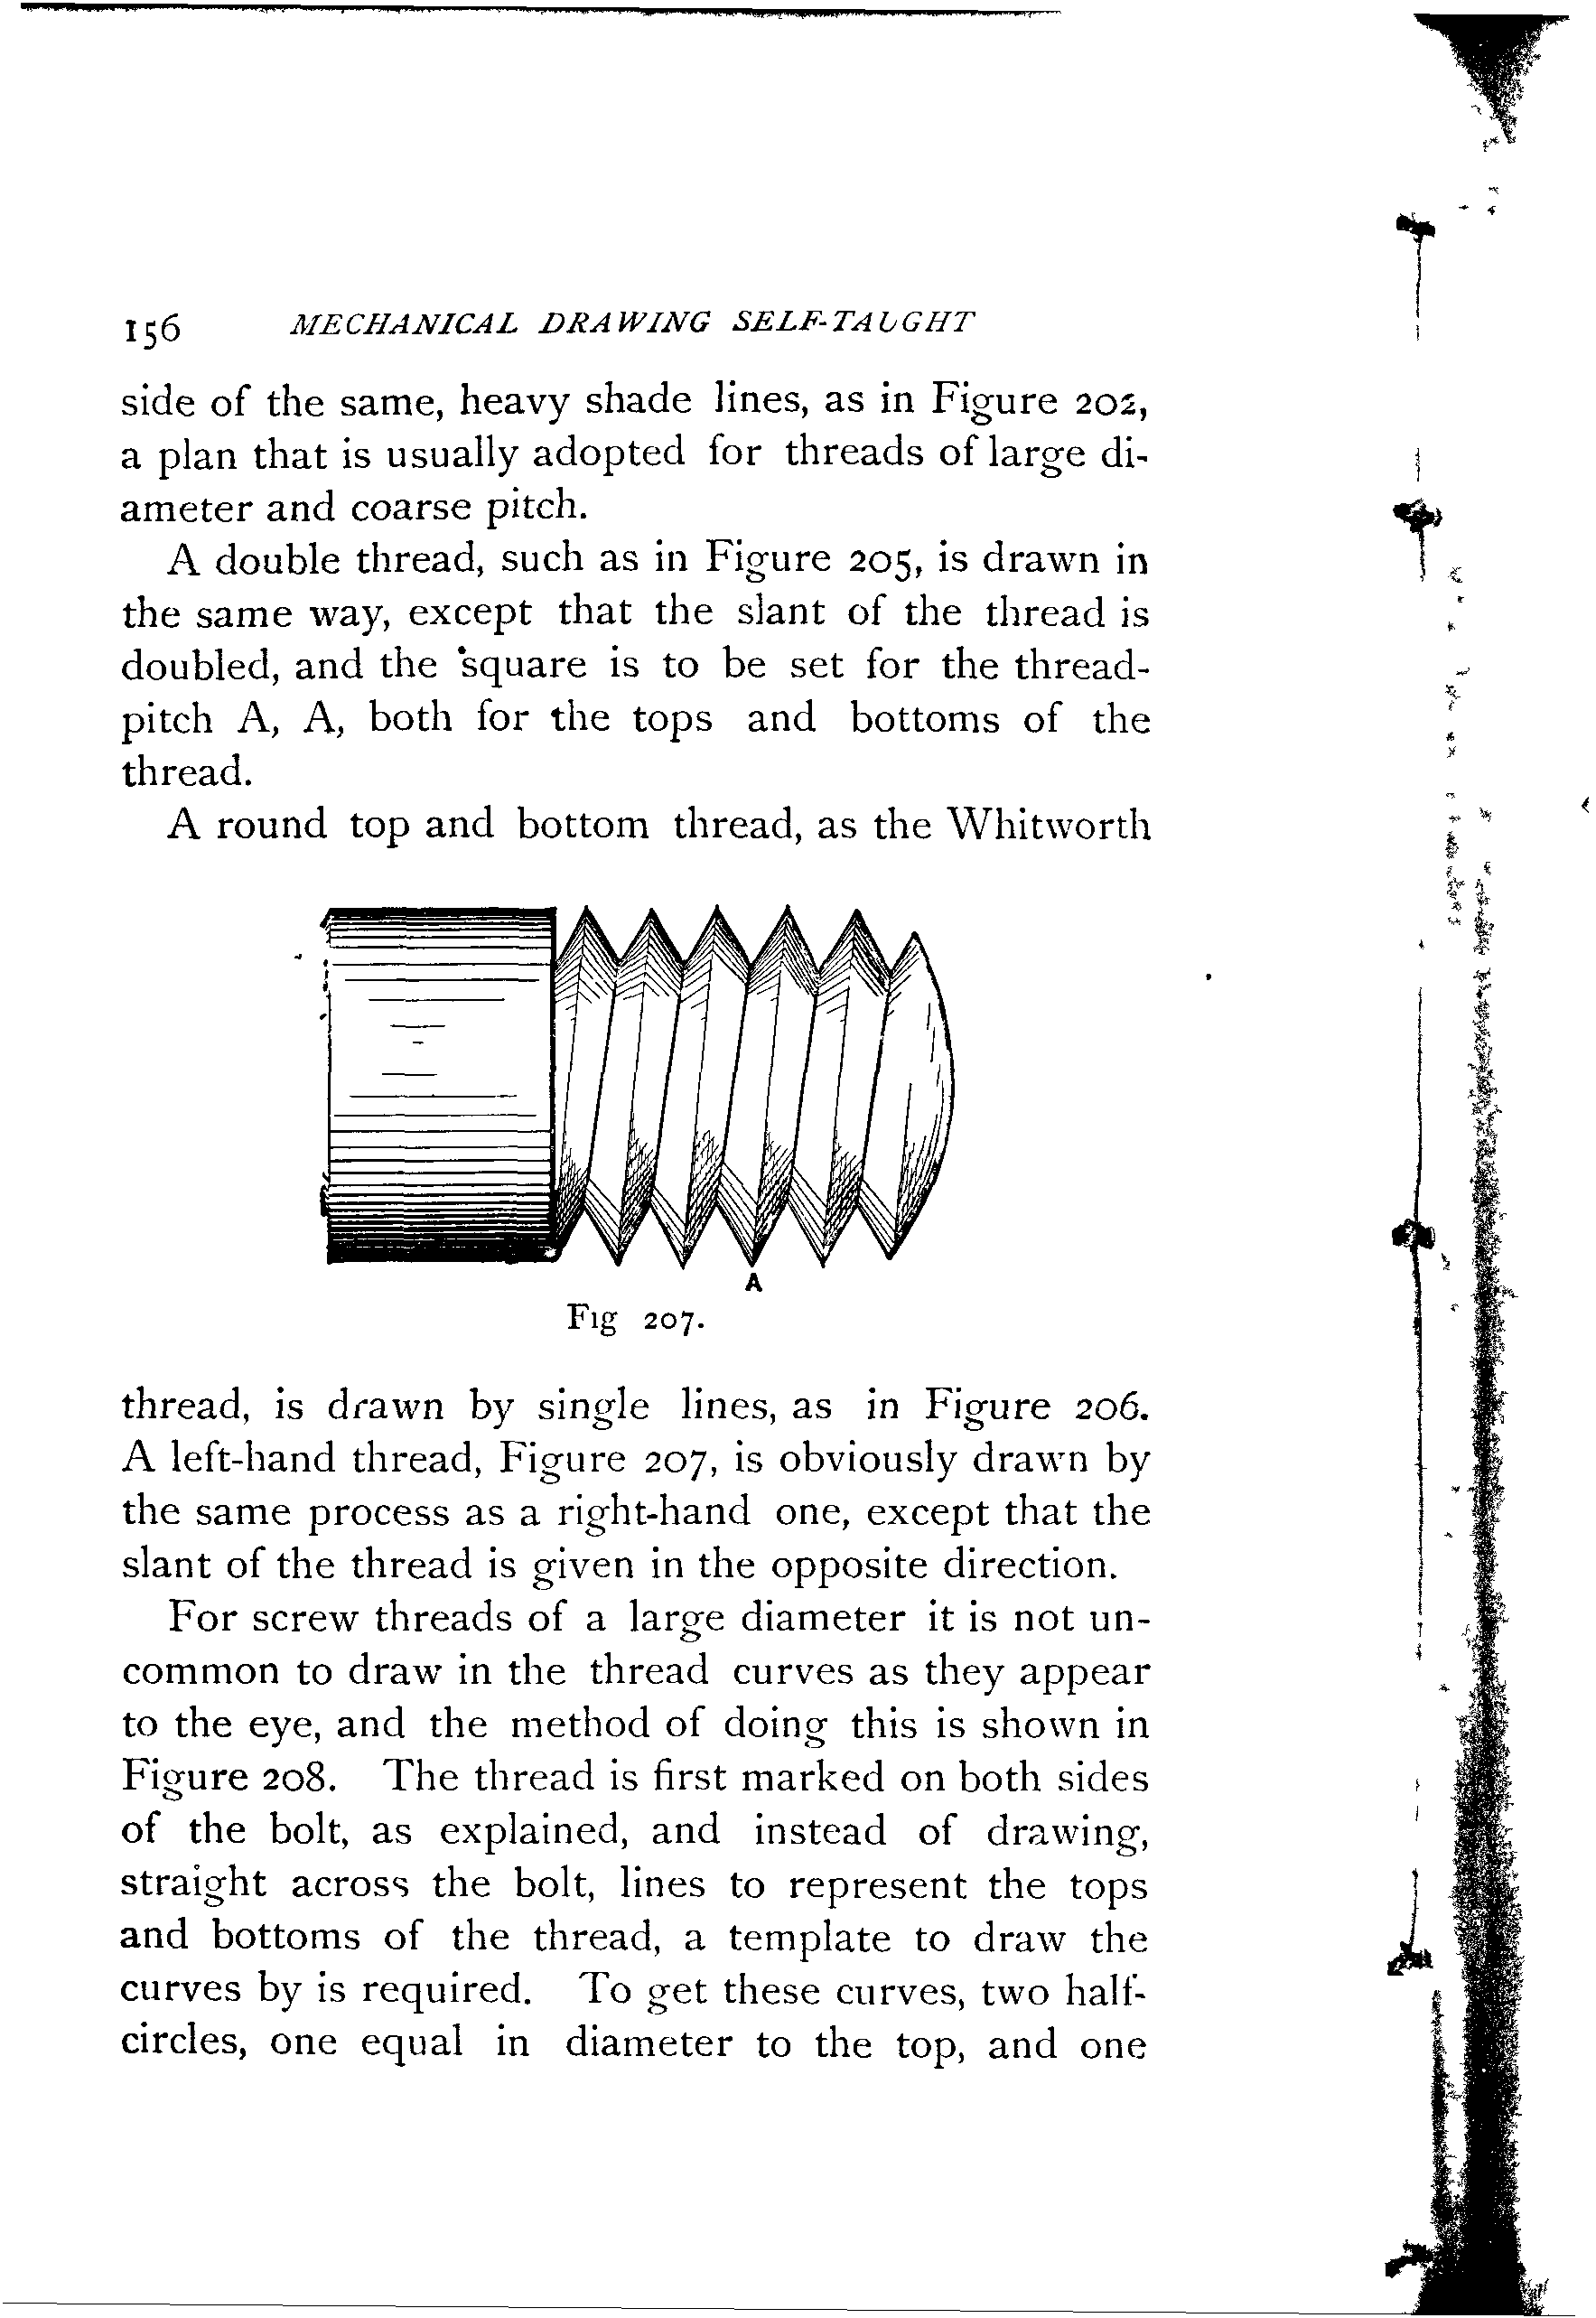 156 MECHANICAL DRAWING SELF-TAUGHT
side of the same, heavy shade lines, as in Figure 202,
a plan that is usually adopted for threads of large di-
ameter and coarse pitch.
A double thread, such as in Figure 205, is drawn in
the same way, except that the slant of the thread is
doubled, and the square is to be set for the thread-
pitch A, A, both for the tops and bottoms of the
thread.
A round top and bottom thread, as the Whitworth
A
Fig 207.
thread, is drawn by single lines, as in Figure 206.
A left-hand thread, Figure 207, is obviously drawn by
the same process as a right-hand one, except that the
slant of the thread is given in the opposite direction.
For screw threads of a large diameter it is not un-
common to draw in the thread curves as they appear
to the eye, and the method of doing this is shown in
Figure 208. The thread is first marked on both sides
of the bolt, as explained, and instead of drawing,
straight across the bolt, lines to represent the tops
and bottoms of the thread, a template to draw the
curves by is required. To get these curves, two half-
circles, one equal in diameter to the top, and one